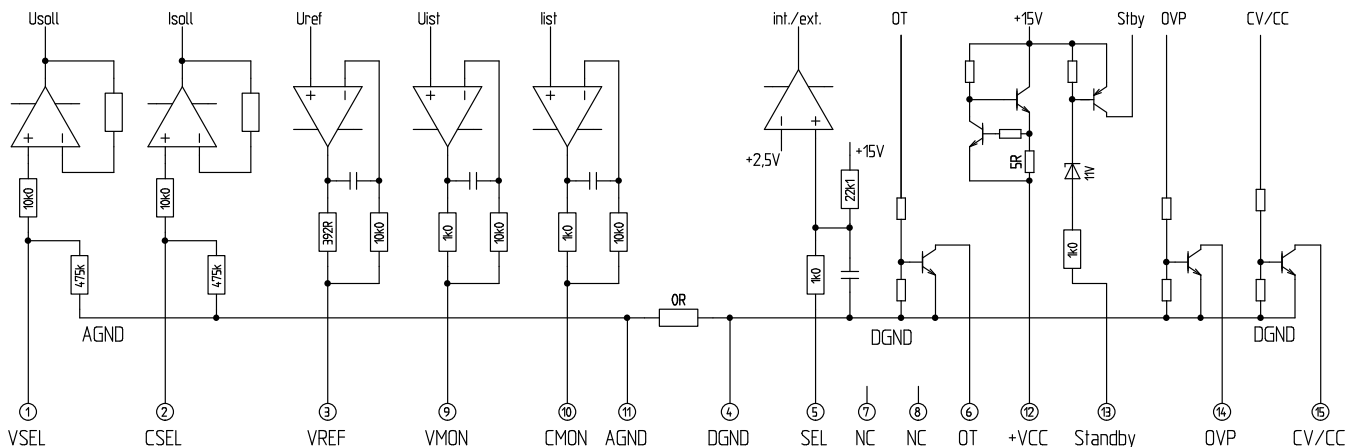 Usoll Isoll Uref Uist Iist int./ext. OT +15V Stby OVP CV/CC
+ − + − + − + − + − − +
+2,5V +15V
5R 11V
10k0 10k0 22k1
392R 10k0 1k0 10k0 1k0 10k0
475k 475k 1k0 1k0
0R
AGND DGND DGND
1 2 3 9 10 11 4 5 7 8 6 12 13 14 15
VSEL CSEL VREF VMON CMON AGND DGND SEL NC NC OT +VCC Standby OVP CV/CC